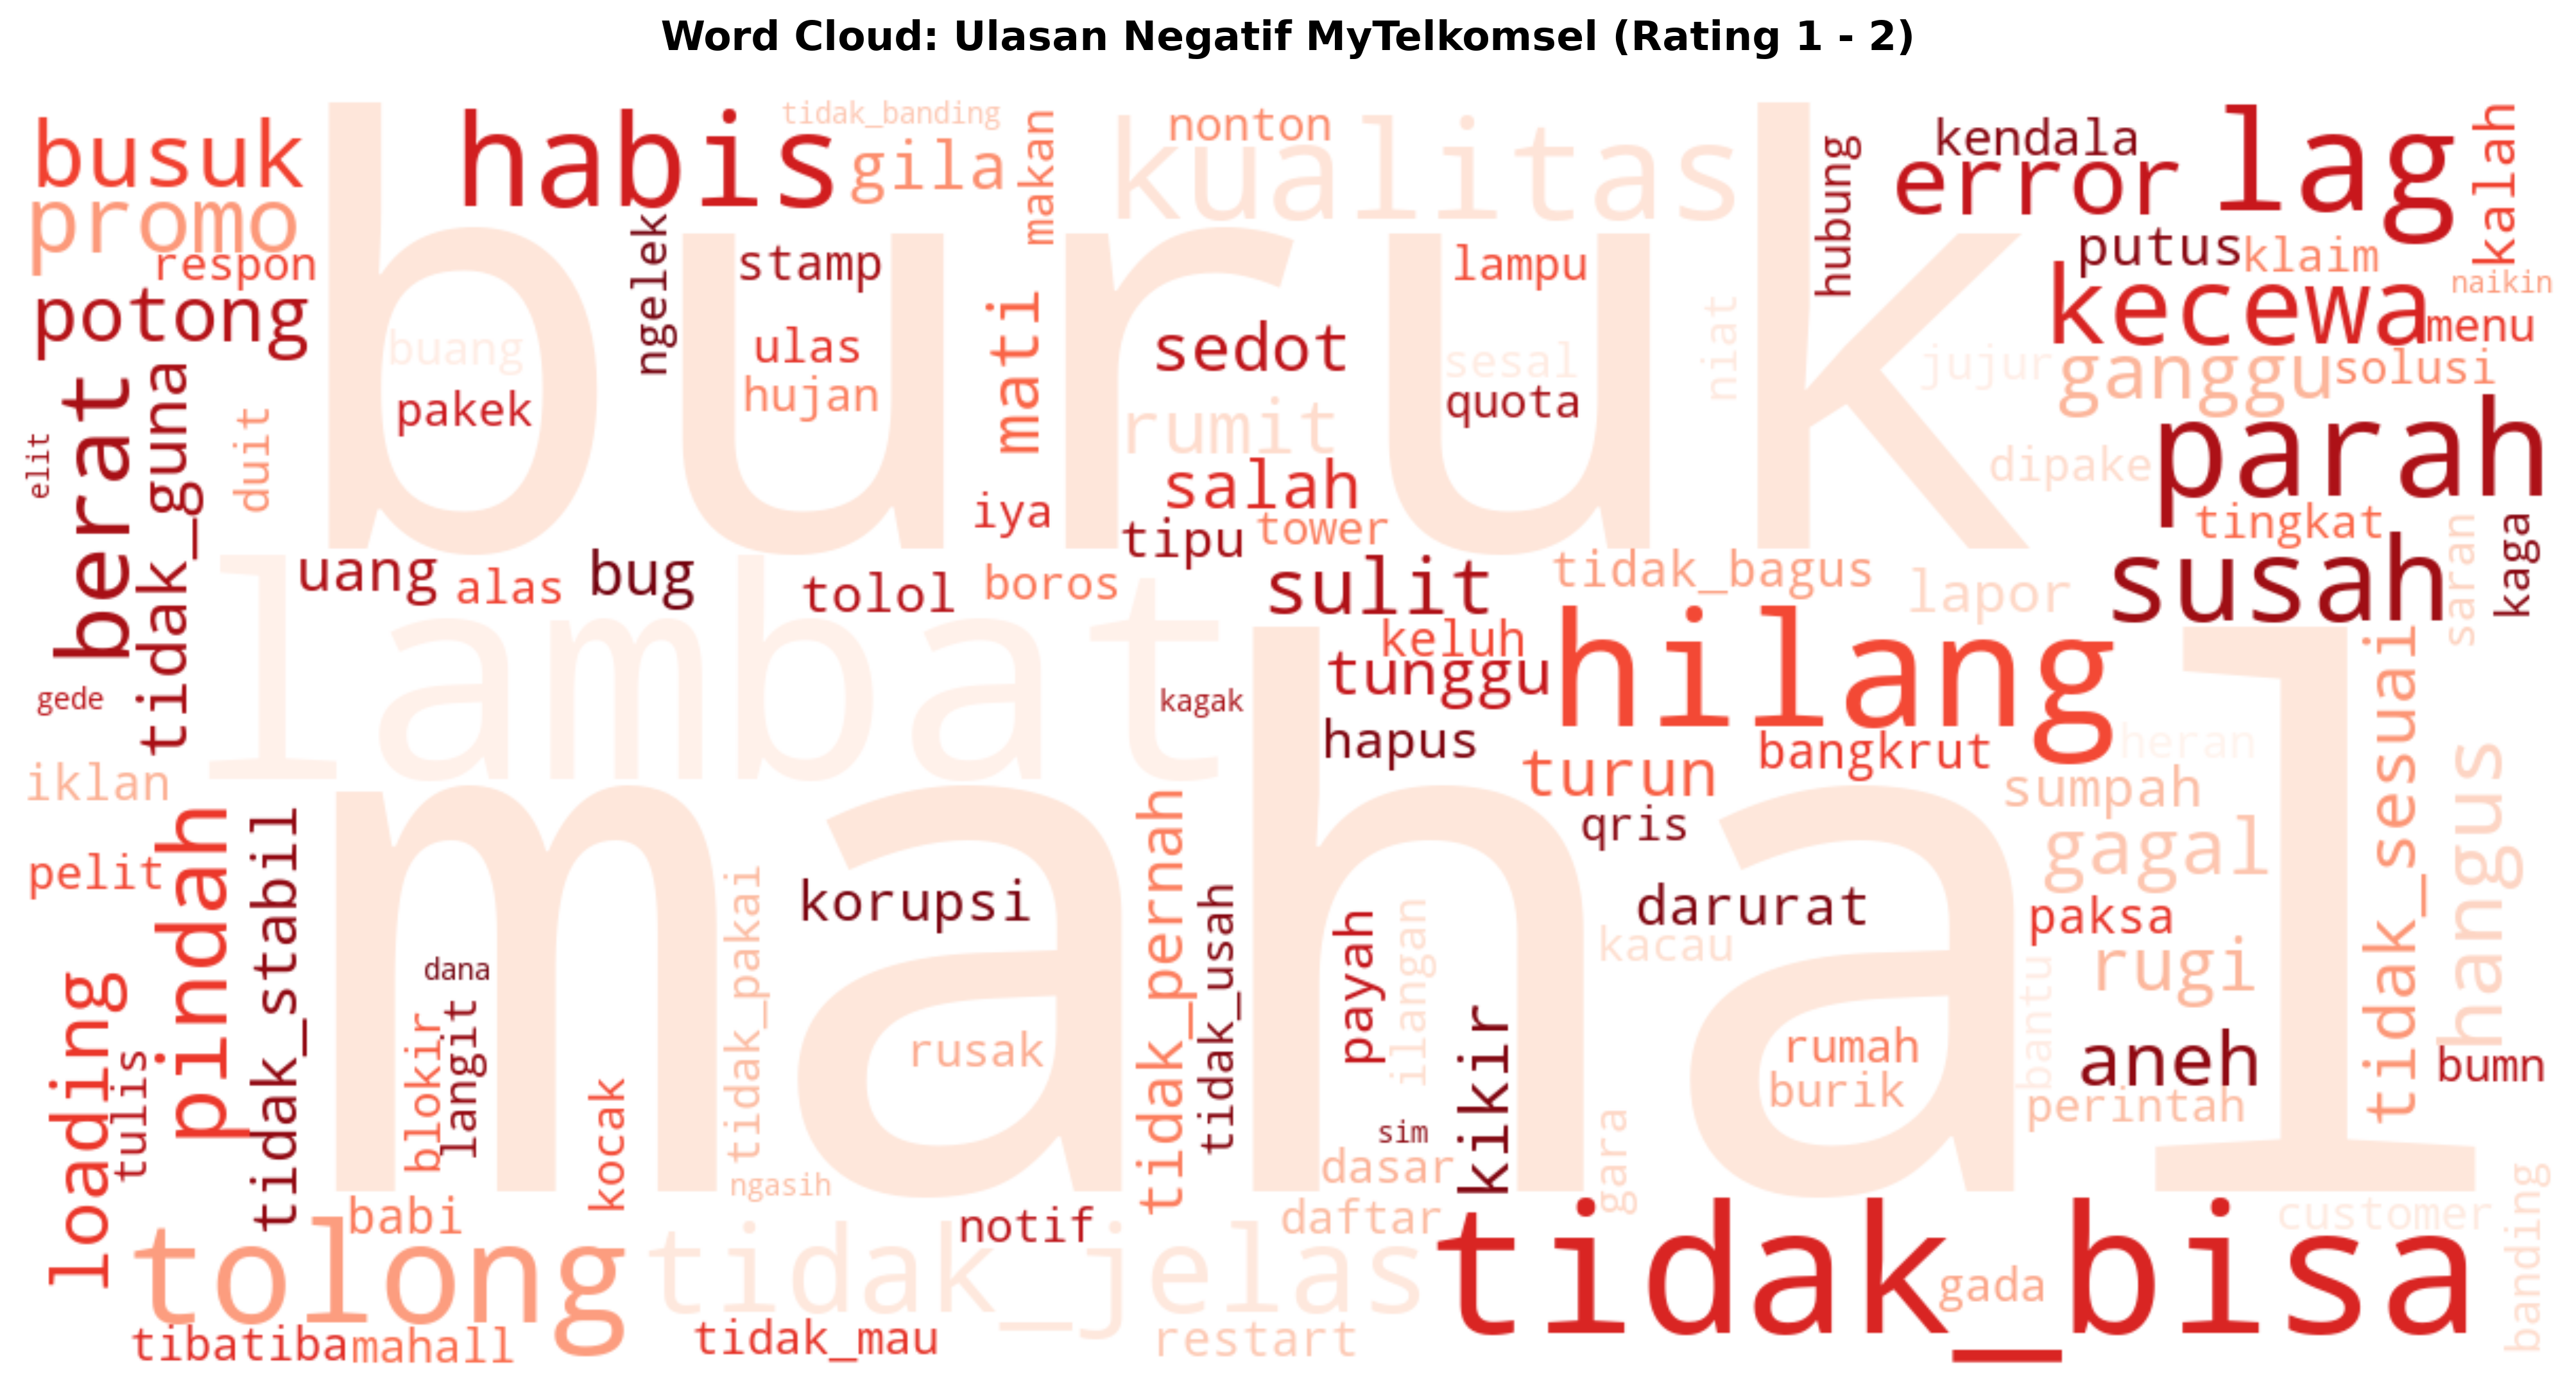 Word Cloud: Ulasan Negatif MyTelkomsel (Rating 1 - 2)
buruk
mahal
lambat
kualitas
tidak_bisa
tidak_jelas
hilang
tolong
habis
lag
parah
susah
kecewa
error
busuk
promo
respon
potong
berat
tidak_guna
duit
elit
gede
iklan
pelit
pindah
tidak_stabil
loading
tulis
tidak_banding
gila
makan
nonton
ngelek
stamp
ulas
hujan
mati
buang
pakek
lampu
sesal
quota
sedot
rumit
salah
iya
tipu
tower
niat
hubung
kendala
kalah
putus
klaim
naikin
menu
jujur
ganggu
solusi
dipake
tingkat
saran
kaga
uang
alas
bug
tolol
boros
sulit
tidak_bagus
lapor
keluh
tunggu
kagak
hapus
turun
bangkrut
heran
qris
sumpah
gagal
tidak_sesuai
hangus
korupsi
darurat
kacau
paksa
rugi
dana
blokir
langit
kocak
tidak_pakai
ngasih
rusak
tidak_pernah
tidak_usah
payah
ilangan
kikir
sim
dasar
daftar
gara
rumah
burik
bantu
aneh
perintah
bumn
babi
notif
customer
banding
gada
tibatiba
mahall
tidak_mau
restart